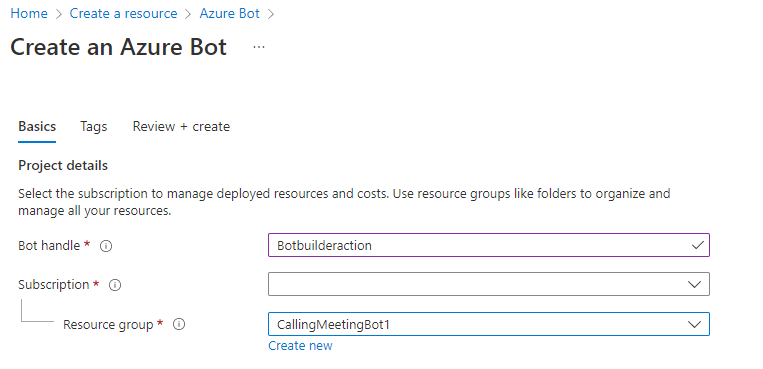 Home > Create a resource > Azure Bot >
Create an Azure Bot ...
Basics Tags Review + create
Project details
Select the subscription to manage deployed resources and costs. Use resource groups like folders to organize and
manage all your resources.
Bot handle * Botbuilderaction
Subscription *
Resource group * CallingMeetingBot1
Create new